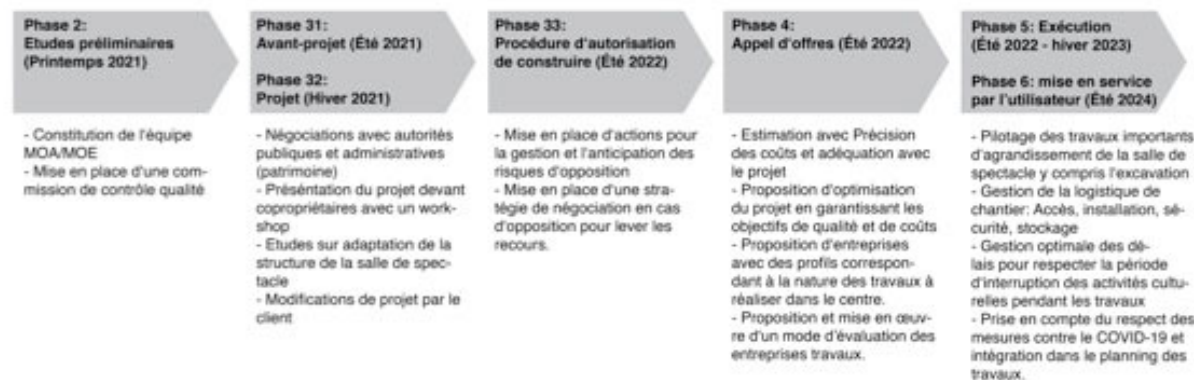 Phase 2:
Etudes préliminaires
(Printemps 2021)
- Constitution de l'équipe
MOA/MOE
- Mise en place d'une com-
mission de contrôle qualité
Phase 31:
Avant-projet (Été 2021)
Phase 32:
Projet (Hiver 2021)
- Négociations avec autorités
publiques et administratives
(patrimoine)
- Présentation du projet devant
copropriétaires avec un work-
shop
- Etudes sur adaptation de la
structure de la salle de spec-
tacle
- Modifications de projet par le
client
Phase 33:
Procédure d'autorisation
de construire (Été 2022)
- Mise en place d'actions pour
la gestion et l'anticipation des
risques d'opposition
- Mise en place d'une stra-
tégie de négociation en cas
d'opposition pour lever les
recours.
Phase 4:
Appel d'offres (Été 2022)
- Estimation avec Précision
des coûts et adéquation avec
le projet
- Proposition d'optimisation
du projet en garantissant les
objectifs de qualité et de coûts
- Proposition d'entreprises
avec des profils correspon-
dant à la nature des travaux à
réaliser dans le centre.
- Proposition et mise en œuv-
re d'un mode d'évaluation des
entreprises travaux.
Phase 5: Exécution
(Été 2022 - hiver 2023)
Phase 6: mise en service
par l'utilisateur (Été 2024)
- Pilotage des travaux importants
d'agrandissement de la salle de
spectacle y compris l'excavation
- Gestion de la logistique de
chantier: Accès, installation, sé-
curité, stockage
- Gestion optimale des dé-
lais pour respecter la période
d'interruption des activités cultu-
relles pendant les travaux
- Prise en compte du respect des
mesures contre le COVID-19 et
intégration dans le planning des
travaux.